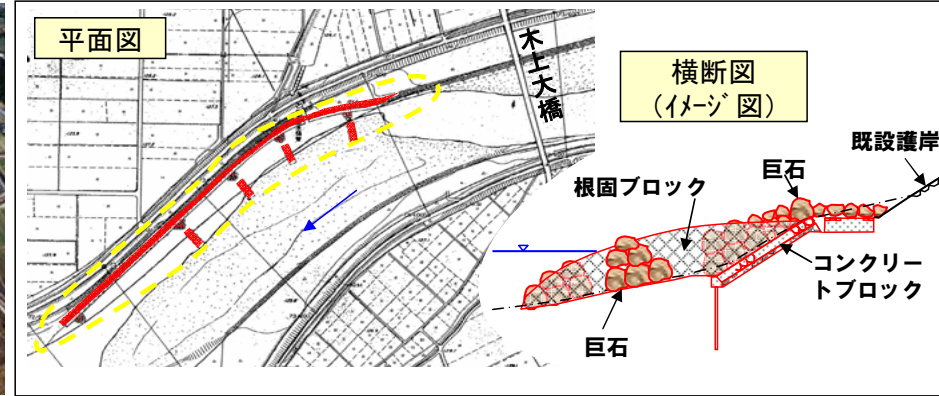 平面図
木上大橋
横断図
(イメージ図)
既設護岸
巨石
根固ブロック
コンクリー
トブロック
巨石